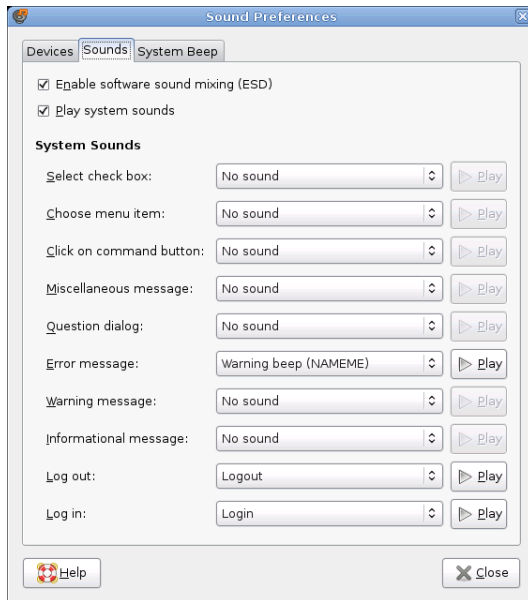 Sound Preferences
Devices Sounds System Beep
Enable software sound mixing (ESD)
Play system sounds
System Sounds
Select check box: No sound Play
Choose menu item: No sound Play
Click on command button: No sound Play
Miscellaneous message: No sound Play
Question dialog: No sound Play
Error message: Warning beep (NAMEME) Play
Warning message: No sound Play
Informational message: No sound Play
Log out: Logout Play
Log in: Login Play
Help Close